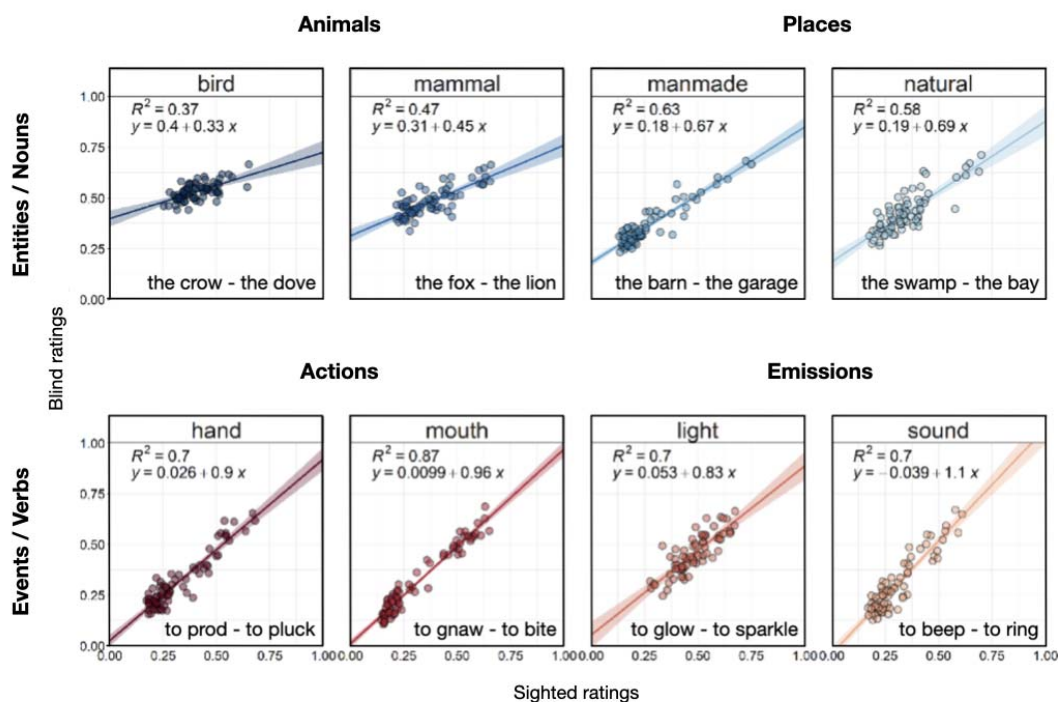 Animals
Places
Entities / Nouns
bird
R² = 0.37
y = 0.4 + 0.33 x
the crow - the dove
mammal
R² = 0.47
y = 0.31 + 0.45 x
the fox - the lion
manmade
R² = 0.63
y = 0.18 + 0.67 x
the barn - the garage
natural
R² = 0.58
y = 0.19 + 0.69 x
the swamp - the bay
1.00
0.75
0.50
0.25
0.00
Blind ratings
Actions
Emissions
Events / Verbs
hand
R² = 0.7
y = 0.026 + 0.9 x
to prod - to pluck
mouth
R² = 0.87
y = 0.0099 + 0.96 x
to gnaw - to bite
light
R² = 0.7
y = 0.053 + 0.83 x
to glow - to sparkle
sound
R² = 0.7
y = −0.039 + 1.1 x
to beep - to ring
1.00
0.75
0.50
0.25
0.00
0.00 0.25 0.50 0.75 1.00
0.00 0.25 0.50 0.75 1.00
0.00 0.25 0.50 0.75 1.00
0.00 0.25 0.50 0.75 1.00
Sighted ratings